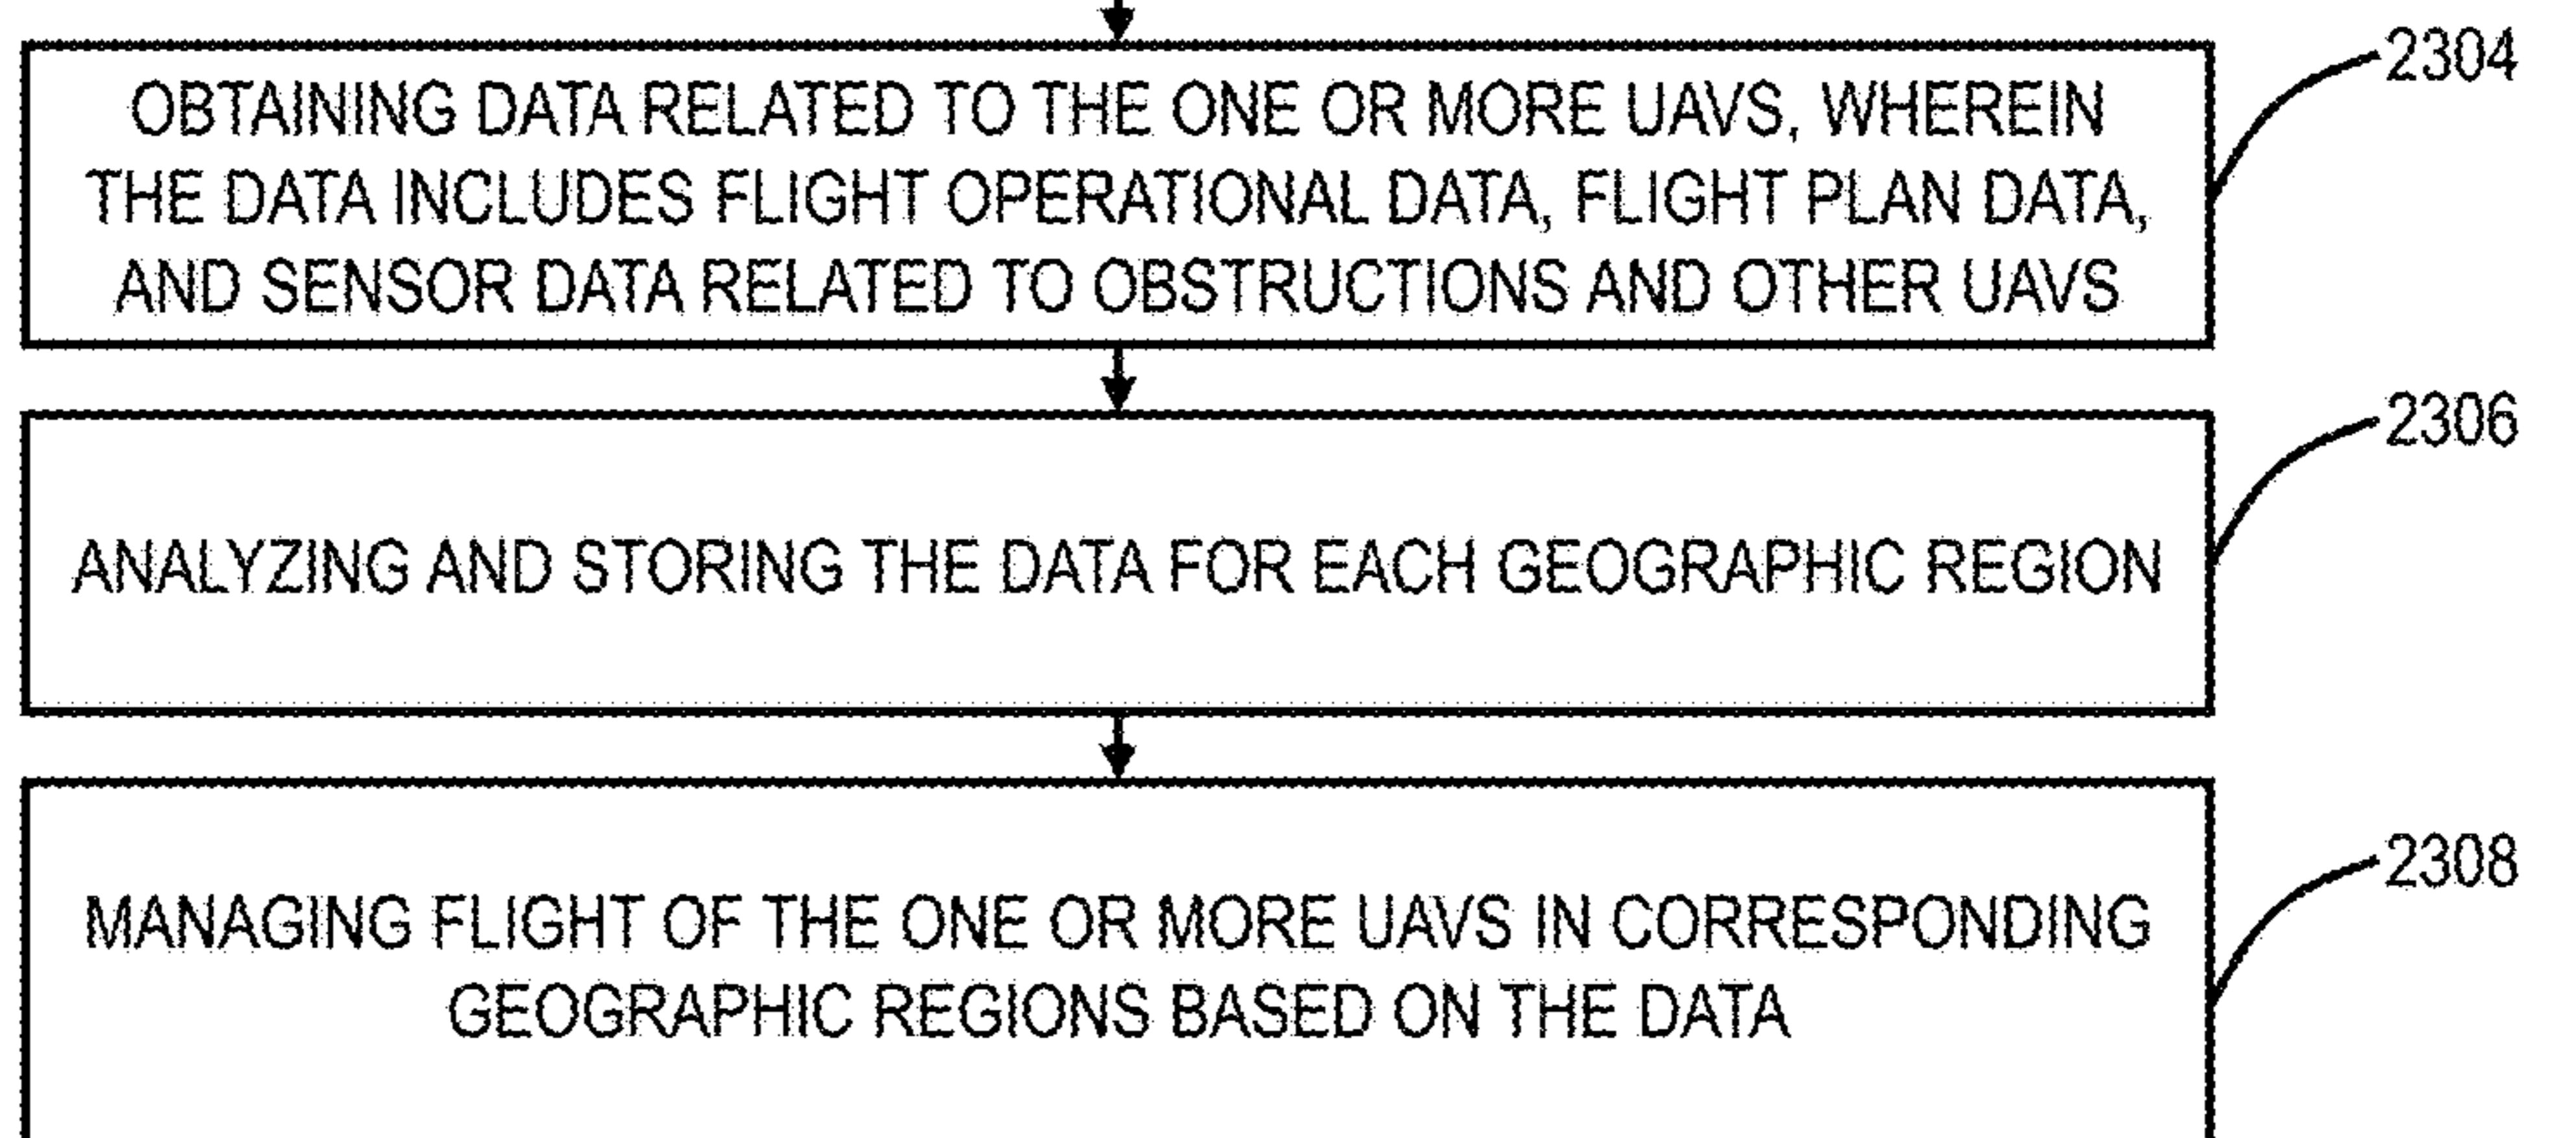 2304
OBTAINING DATA RELATED TO THE ONE OR MORE UAVS, WHEREIN
THE DATA INCLUDES FLIGHT OPERATIONAL DATA, FLIGHT PLAN DATA,
AND SENSOR DATA RELATED TO OBSTRUCTIONS AND OTHER UAVS
2306
ANALYZING AND STORING THE DATA FOR EACH GEOGRAPHIC REGION
2308
MANAGING FLIGHT OF THE ONE OR MORE UAVS IN CORRESPONDING
GEOGRAPHIC REGIONS BASED ON THE DATA